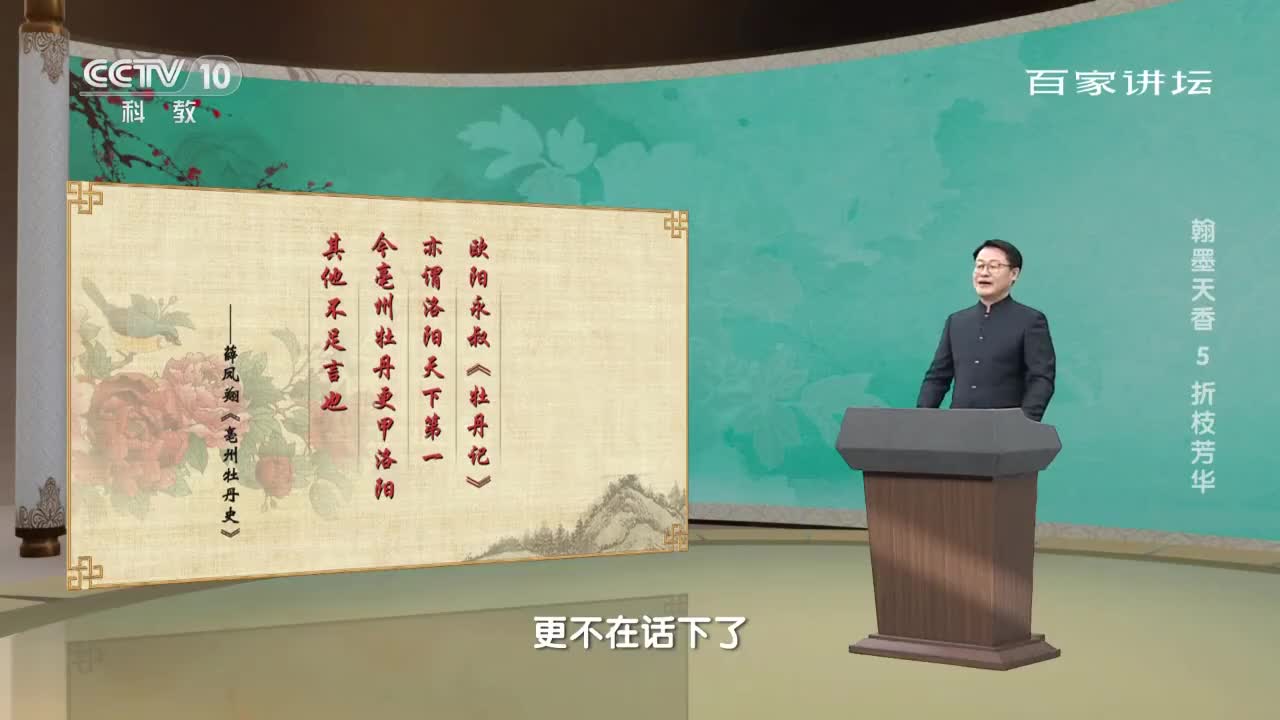 CCTV 10
科教
百家讲坛
欧阳永叔《牡丹记》
亦谓洛阳天下第一
今亳州牡丹更甲洛阳
其他不足言也
——薛凤翔《亳州牡丹史》
翰墨天香 5 折枝芳华
更不在话下了